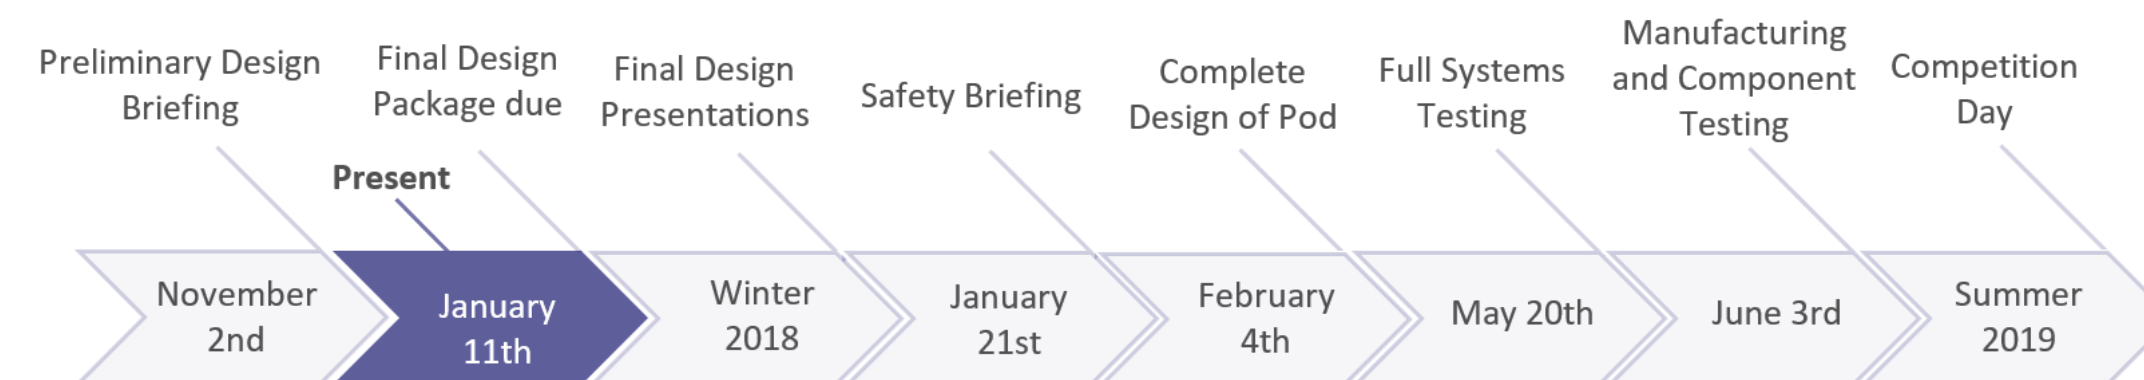 Preliminary Design
Briefing
Final Design
Package due
Final Design
Presentations
Safety Briefing
Complete
Design of Pod
Full Systems
Testing
Manufacturing
and Component
Testing
Competition
Day
Present
November
2nd
January
11th
Winter
2018
January
21st
February
4th
May 20th
June 3rd
Summer
2019